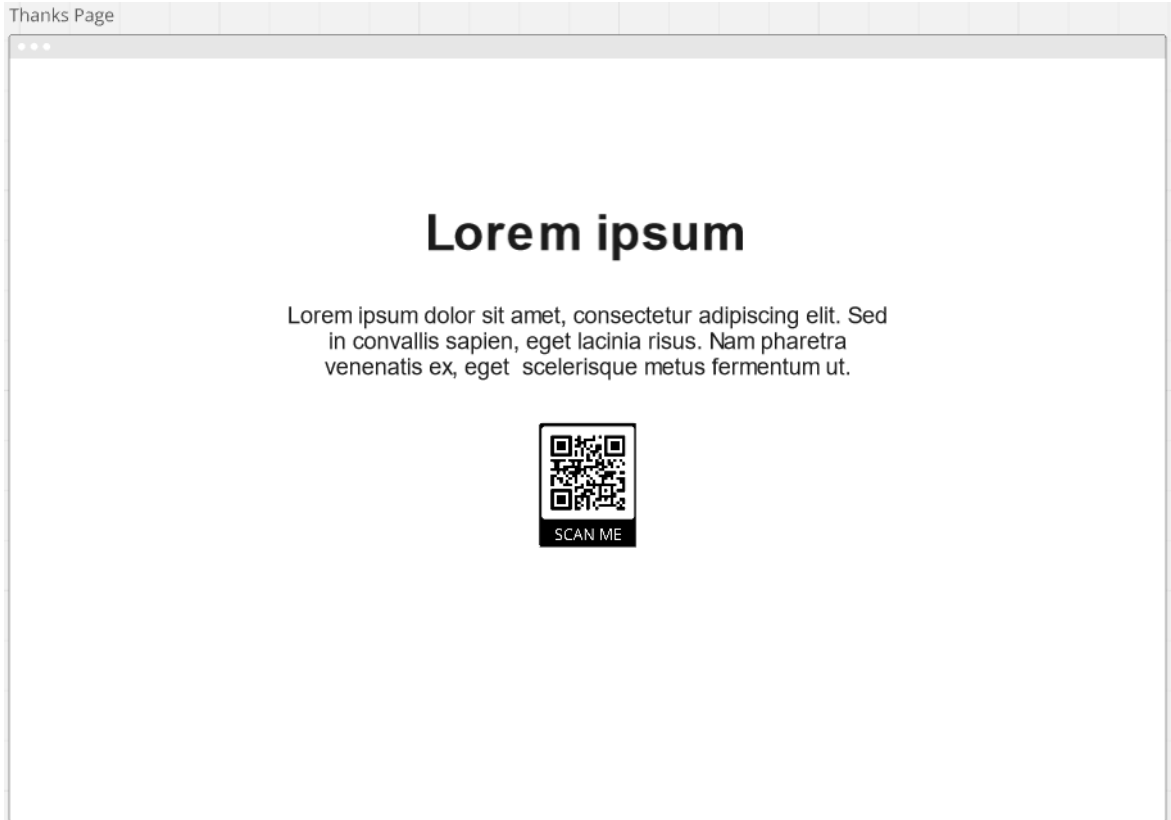 Thanks Page
Lorem ipsum
Lorem ipsum dolor sit amet, consectetur adipiscing elit. Sed
in convallis sapien, eget lacinia risus. Nam pharetra
venenatis ex, eget  scelerisque metus fermentum ut.
SCAN ME